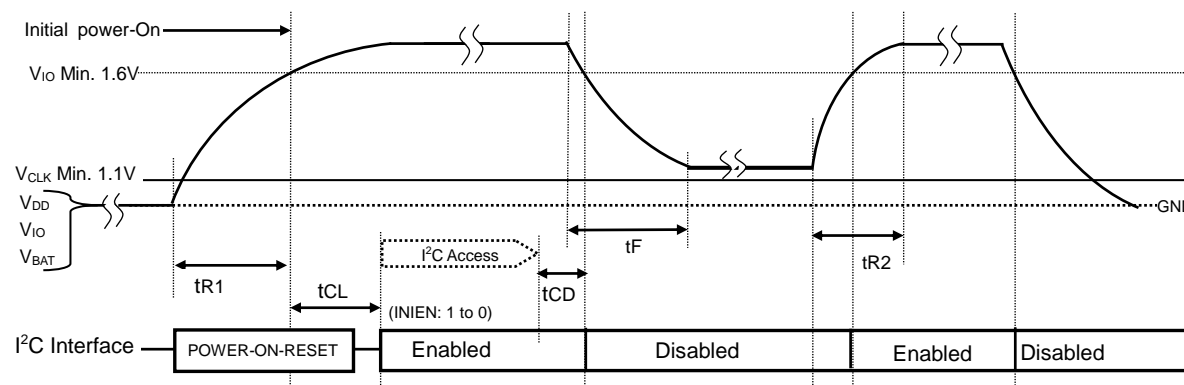 Initial power-On
VIO Min. 1.6V
VCLK Min. 1.1V
VDD
VIO
VBAT
GND
I²C Access
tF
tR2
tR1
tCL
tCD
(INIEN: 1 to 0)
I²C Interface
POWER-ON-RESET
Enabled
Disabled
Enabled
Disabled